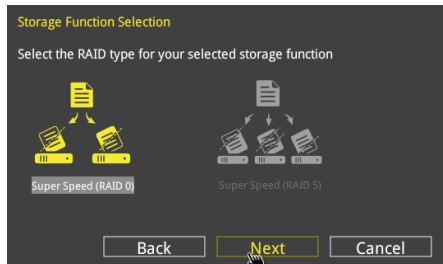 Storage Function Selection
Select the RAID type for your selected storage function
Super Speed (RAID 0) Super Speed (RAID 5)
Back Next Cancel